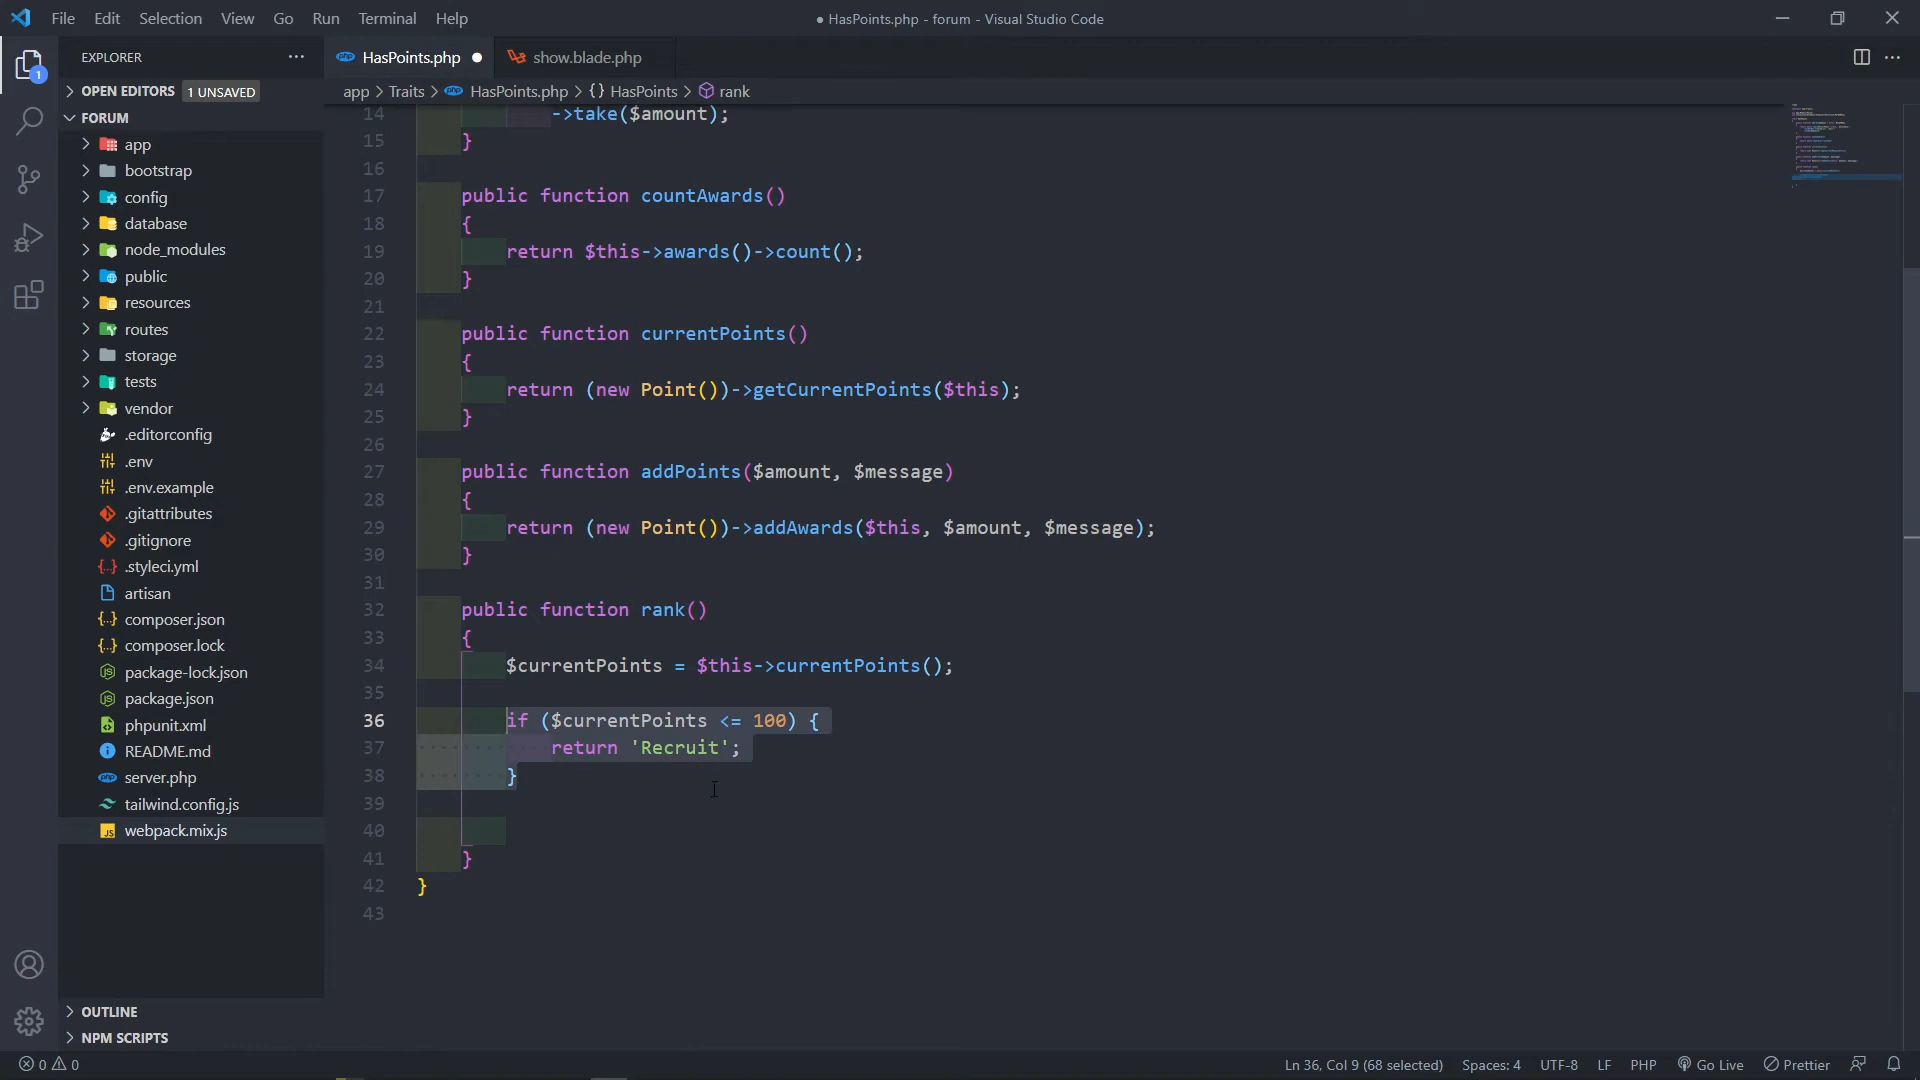 File Edit Selection View Go Run Terminal Help
● HasPoints.php - forum - Visual Studio Code
EXPLORER
HasPoints.php
show.blade.php
OPEN EDITORS 1 UNSAVED
app > Traits > HasPoints.php > {} HasPoints > rank
FORUM
app
bootstrap
config
database
node_modules
public
resources
routes
storage
tests
vendor
.editorconfig
.env
.env.example
.gitattributes
.gitignore
.styleci.yml
artisan
composer.json
composer.lock
package-lock.json
package.json
phpunit.xml
README.md
server.php
tailwind.config.js
webpack.mix.js
OUTLINE
NPM SCRIPTS
14 ->take($amount);
15 }
16
17 public function countAwards()
18 {
19 return $this->awards()->count();
20 }
21
22 public function currentPoints()
23 {
24 return (new Point())->getCurrentPoints($this);
25 }
26
27 public function addPoints($amount, $message)
28 {
29 return (new Point())->addAwards($this, $amount, $message);
30 }
31
32 public function rank()
33 {
34 $currentPoints = $this->currentPoints();
35
36 if ($currentPoints <= 100) {
37 return 'Recruit';
38 }
39
40
41 }
42 }
43
0 0
Ln 36, Col 9 (68 selected) Spaces: 4 UTF-8 LF PHP Go Live Prettier